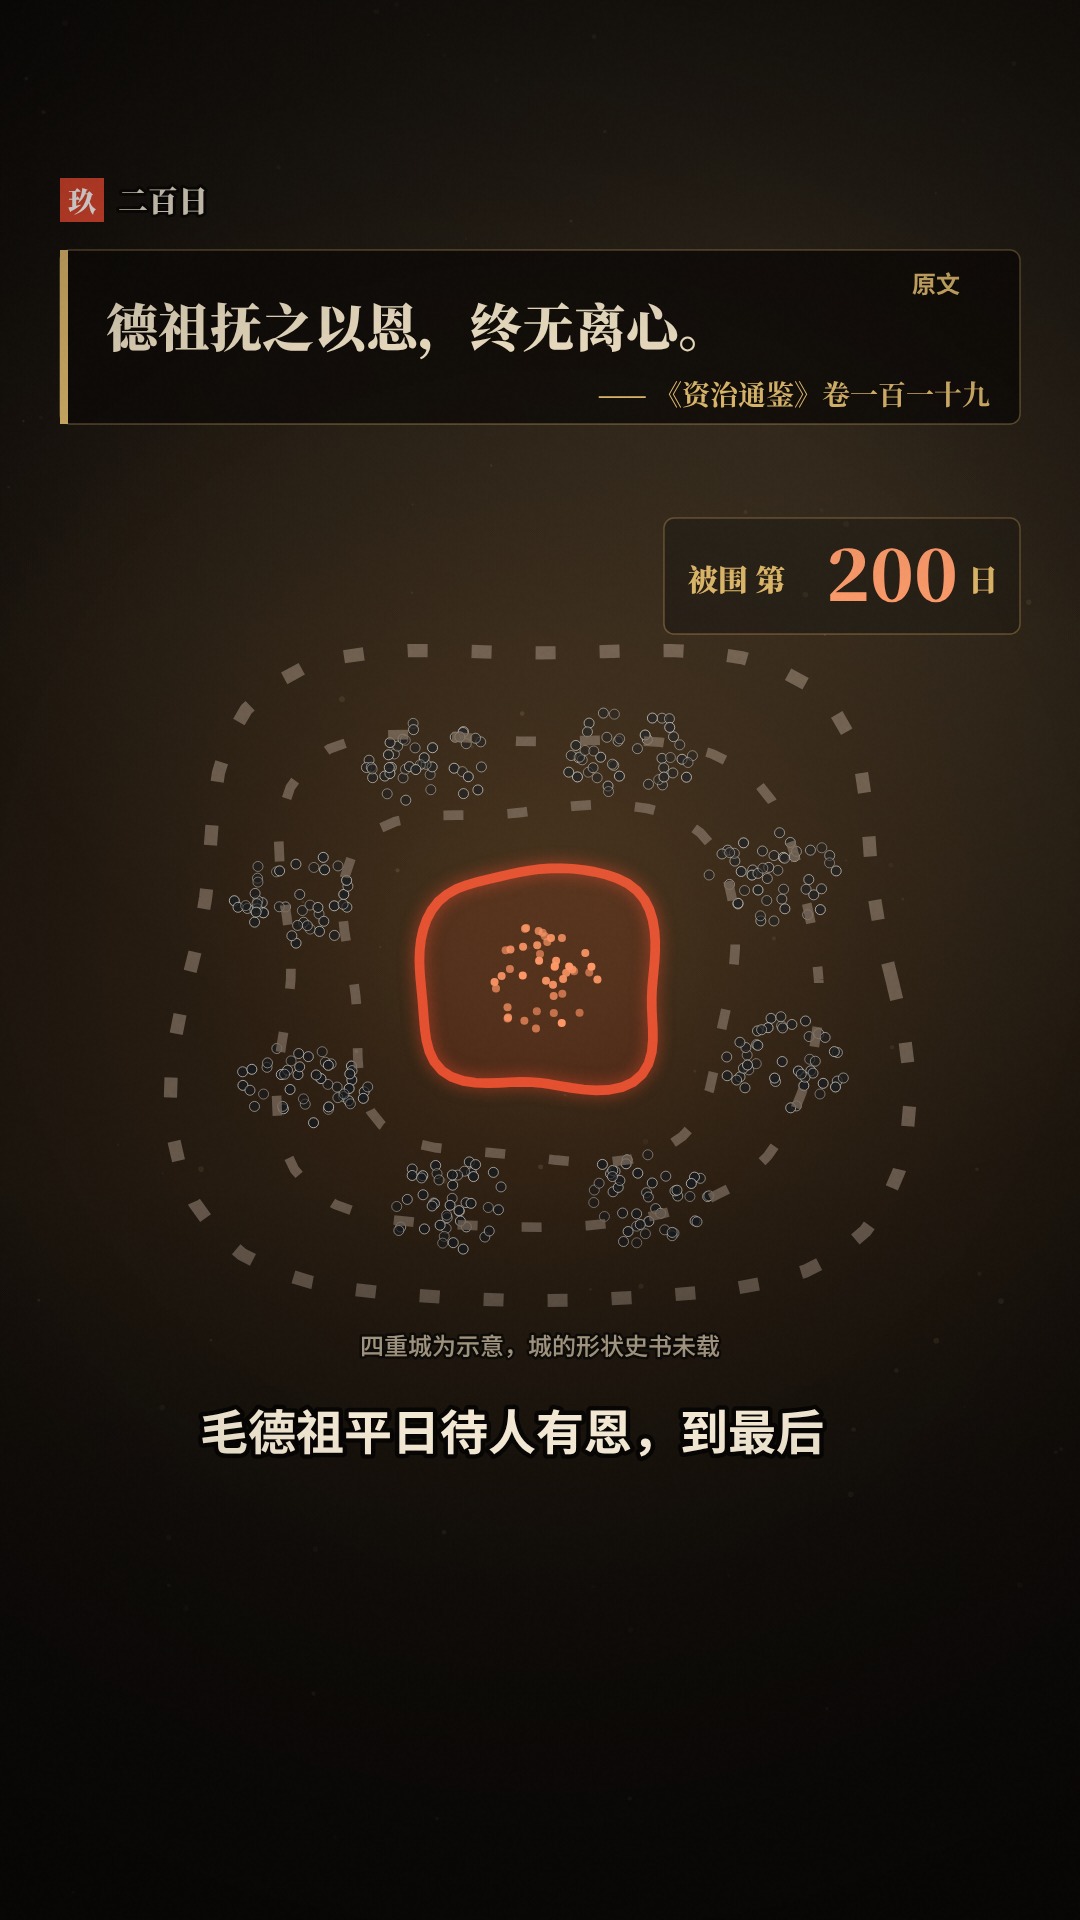 玖 二百日
原文
德祖抚之以恩，终无离心。
—— 《资治通鉴》卷一百一十九
被围 第 200 日
四重城为示意，城的形状史书未载
毛德祖平日待人有恩，到最后